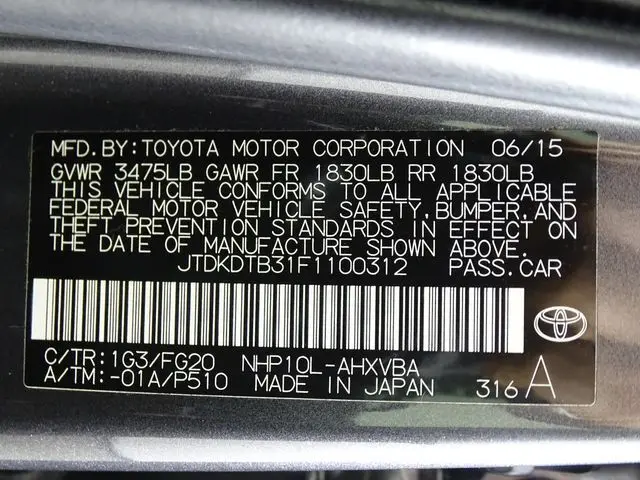 MFD.BY:TOYOTA MOTOR CORPORATION 06/15
GVWR 3475LB GAWR FR 1830LB RR 1830LB
THIS VEHICLE CONFORMS TO ALL APPLICABLE
FEDERAL MOTOR VEHICLE SAFETY,BUMPER,AND
THEFT PREVENTION STANDARDS IN EFFECT ON
THE DATE OF MANUFACTURE SHOWN ABOVE.
JTDKDTB31F1100312 PASS.CAR
C/TR:1G3/FG20 NHP10L-AHXVBA
A/TM:-01A/P510 MADE IN JAPAN 316A